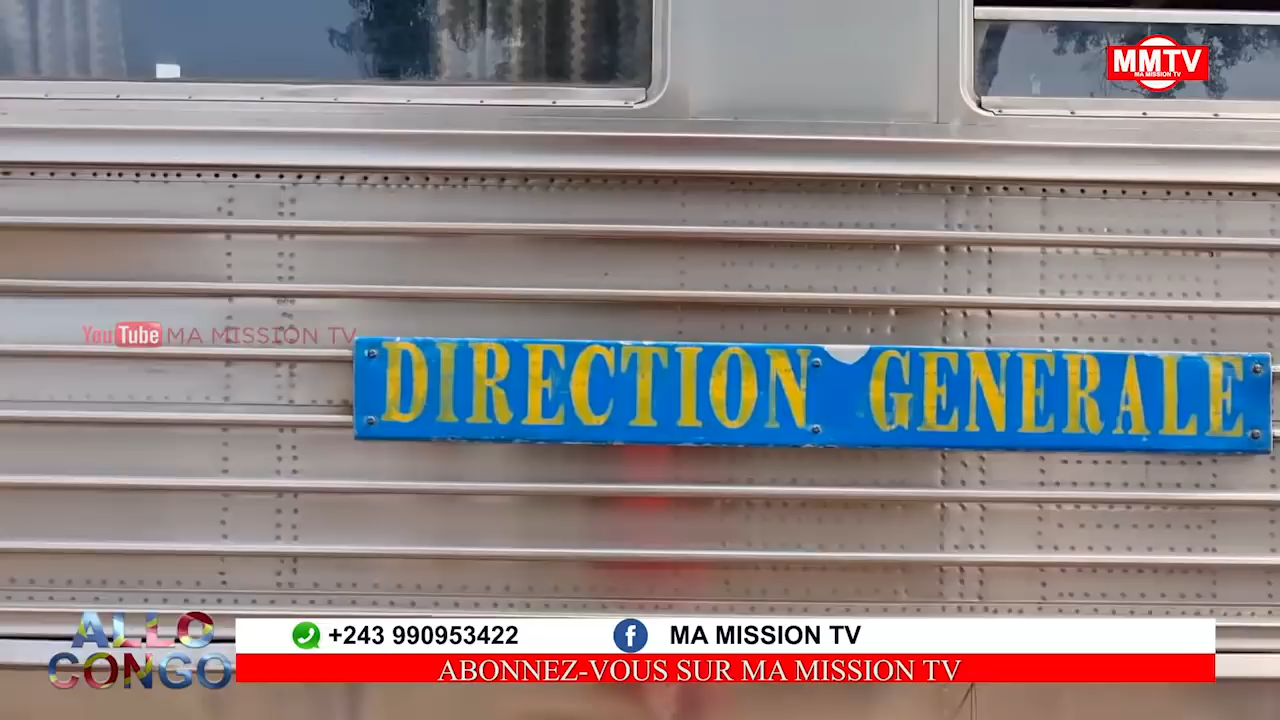 MMTV
MA MISSION TV
YouTube MA MISSION TV
DIRECTION GENERALE
ALLO CONGO
+243 990953422
MA MISSION TV
ABONNEZ-VOUS SUR MA MISSION TV